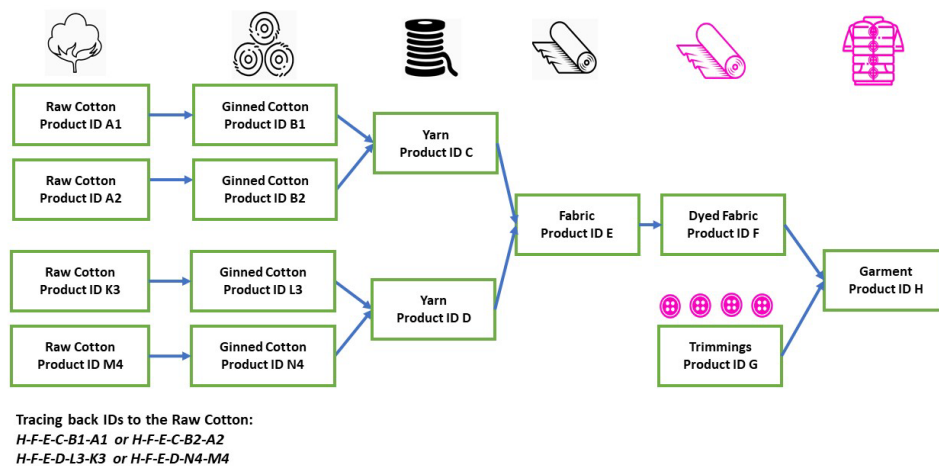 Raw Cotton
Product ID A1
Ginned Cotton
Product ID B1
Yarn
Product ID C
Raw Cotton
Product ID A2
Ginned Cotton
Product ID B2
Fabric
Product ID E
Dyed Fabric
Product ID F
Raw Cotton
Product ID K3
Ginned Cotton
Product ID L3
Yarn
Product ID D
Garment
Product ID H
Raw Cotton
Product ID M4
Ginned Cotton
Product ID N4
Trimmings
Product ID G
Tracing back IDs to the Raw Cotton:
H-F-E-C-B1-A1 or H-F-E-C-B2-A2
H-F-E-D-L3-K3 or H-F-E-D-N4-M4